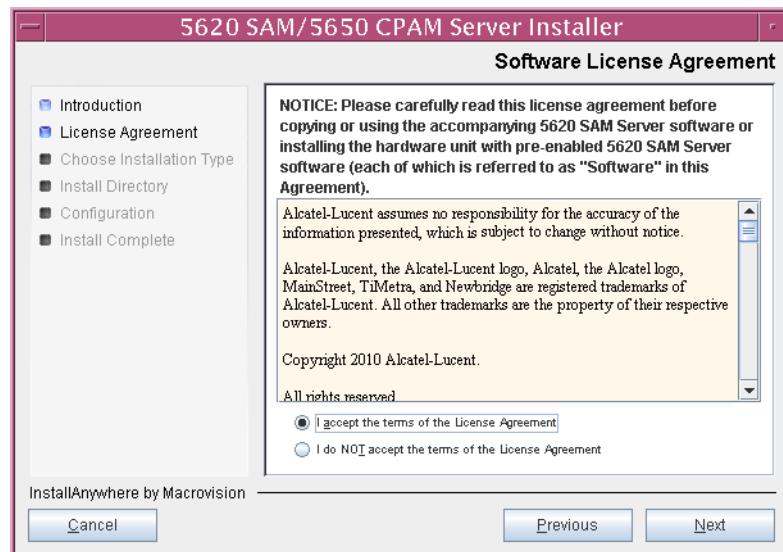 5620 SAM/5650 CPAM Server Installer
Software License Agreement
Introduction
License Agreement
Choose Installation Type
Install Directory
Configuration
Install Complete
NOTICE: Please carefully read this license agreement before
copying or using the accompanying 5620 SAM Server software or
installing the hardware unit with pre-enabled 5620 SAM Server
software (each of which is referred to as "Software" in this
Agreement).
Alcatel-Lucent assumes no responsibility for the accuracy of the
information presented, which is subject to change without notice.
Alcatel-Lucent, the Alcatel-Lucent logo, Alcatel, the Alcatel logo,
MainStreet, TiMetra, and Newbridge are registered trademarks of
Alcatel-Lucent. All other trademarks are the property of their respective
owners.
Copyright 2010 Alcatel-Lucent.
All rights reserved
I accept the terms of the License Agreement
I do NOT accept the terms of the License Agreement
InstallAnywhere by Macrovision
Cancel
Previous
Next